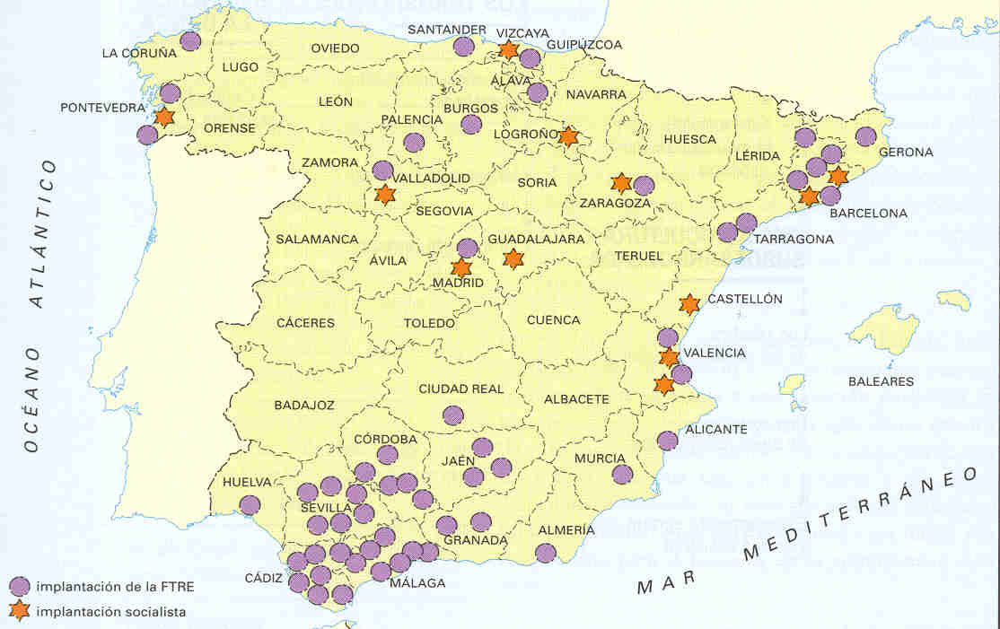 SANTANDER
VIZCAYA
GUIPÚZCOA
LA CORUÑA
OVIEDO
LUGO
ÁLAVA
NAVARRA
LEÓN
PONTEVEDRA
BURGOS
PALENCIA
ORENSE
LOGROÑO
HUESCA
LÉRIDA
GERONA
ZAMORA
VALLADOLID
SORIA
ZARAGOZA
SEGOVIA
BARCELONA
SALAMANCA
GUADALAJARA
TARRAGONA
ÁVILA
TERUEL
MADRID
CASTELLÓN
CÁCERES
TOLEDO
CUENCA
VALENCIA
OCÉANO ATLÁNTICO
BALEARES
CIUDAD REAL
ALBACETE
BADAJOZ
ALICANTE
CÓRDOBA
JAÉN
MURCIA
HUELVA
SEVILLA
ALMERÍA
GRANADA
MAR MEDITERRÁNEO
CÁDIZ
MÁLAGA
implantación de la FTRE
implantación socialista